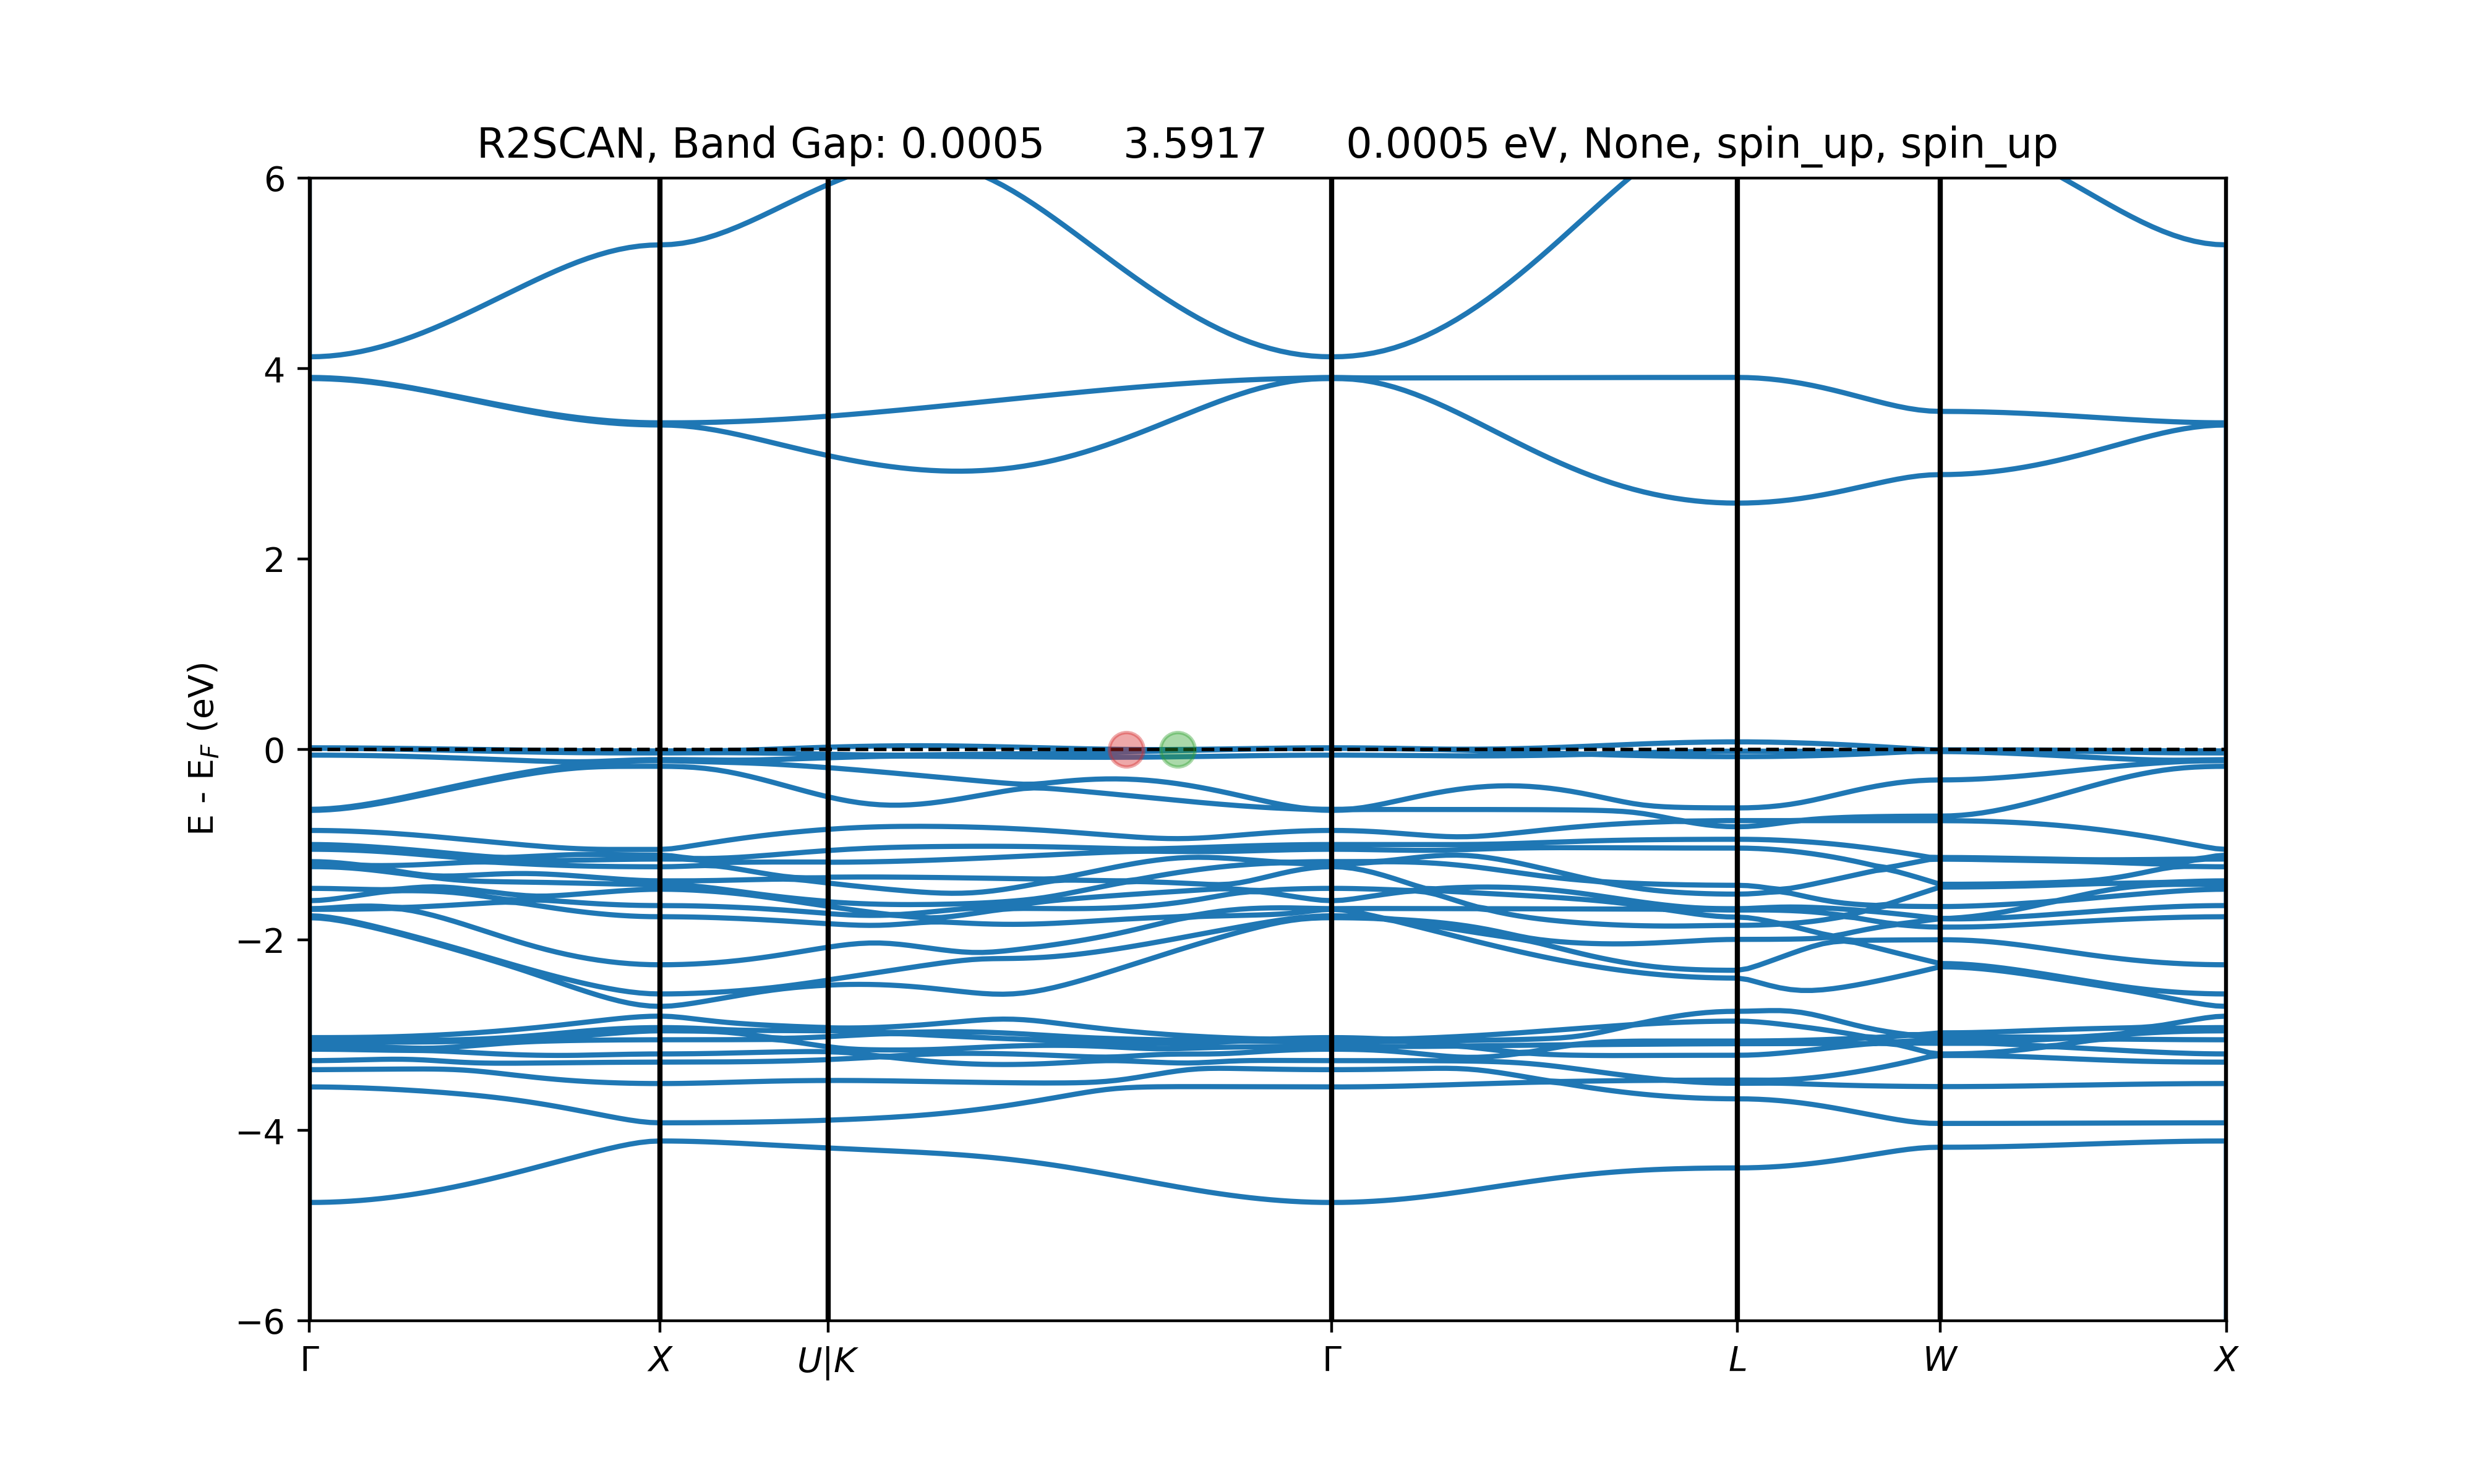 R2SCAN, Band Gap: 0.0005 3.5917 0.0005 eV, None, spin_up, spin_up
6
4
2
0
−2
−4
−6
E - E_F (eV)
Γ X U|K Γ L W X